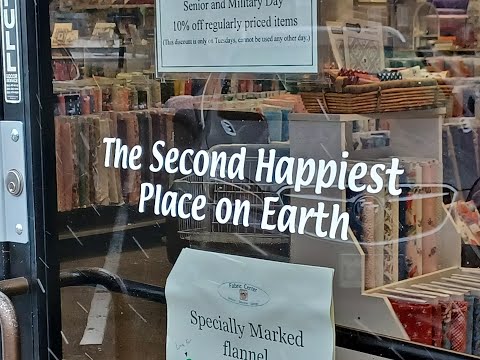 Senior and Military Day
10% off regularly priced items
(This discount is only on Tuesdays, cannot be used any other day.)
PULL
The Second Happiest
Place on Earth
Fabric Center
Specially Marked
flannel